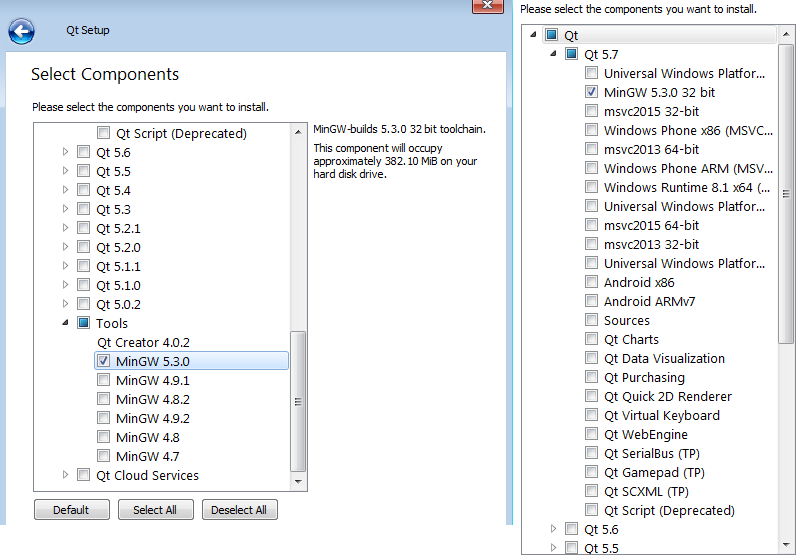 Qt Setup
Select Components
Please select the components you want to install.
Qt Script (Deprecated)
Qt 5.6
Qt 5.5
Qt 5.4
Qt 5.3
Qt 5.2.1
Qt 5.2.0
Qt 5.1.1
Qt 5.1.0
Qt 5.0.2
Tools
Qt Creator 4.0.2
MinGW 5.3.0
MinGW 4.9.1
MinGW 4.8.2
MinGW 4.9.2
MinGW 4.8
MinGW 4.7
Qt Cloud Services
MinGW-builds 5.3.0 32 bit toolchain.
This component will occupy
approximately 382.10 MiB on your
hard disk drive.
Default
Select All
Deselect All
Please select the components you want to install.
Qt
Qt 5.7
Universal Windows Platfor...
MinGW 5.3.0 32 bit
msvc2015 32-bit
Windows Phone x86 (MSVC...
msvc2013 64-bit
Windows Phone ARM (MSV...
Windows Runtime 8.1 x64 (...
Universal Windows Platfor...
msvc2015 64-bit
msvc2013 32-bit
Universal Windows Platfor...
Android x86
Android ARMv7
Sources
Qt Charts
Qt Data Visualization
Qt Purchasing
Qt Quick 2D Renderer
Qt Virtual Keyboard
Qt WebEngine
Qt SerialBus (TP)
Qt Gamepad (TP)
Qt SCXML (TP)
Qt Script (Deprecated)
Qt 5.6
Qt 5.5